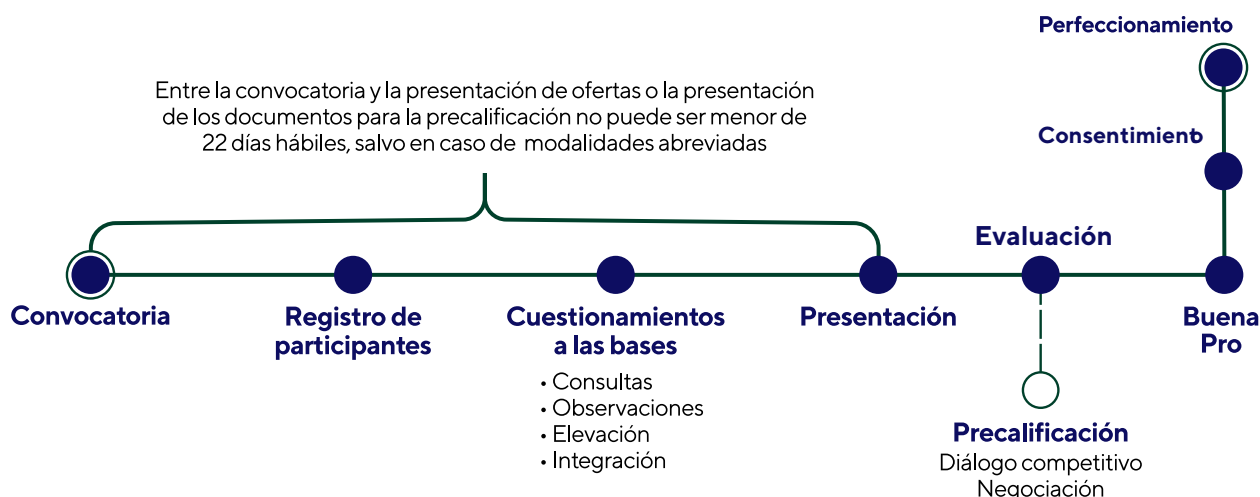 Perfeccionamiento
Entre la convocatoria y la presentación de ofertas o la presentación
de los documentos para la precalificación no puede ser menor de
22 días hábiles, salvo en caso de modalidades abreviadas
Consentimiento
Evaluación
Convocatoria
Registro de
participantes
Cuestionamientos
a las bases
• Consultas
• Observaciones
• Elevación
• Integración
Presentación
Buena
Pro
Precalificación
Diálogo competitivo
Negociación